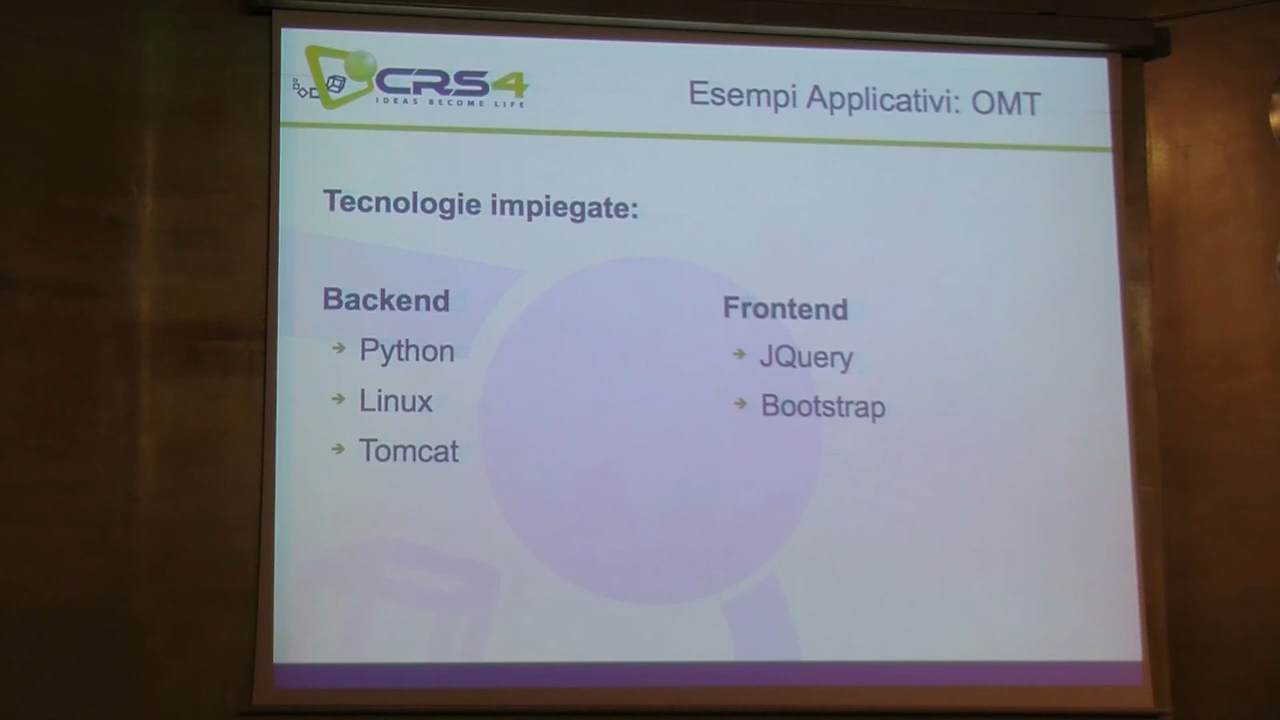 CRS4
IDEAS BECOME LIFE
Esempi Applicativi: OMT
Tecnologie impiegate:
Backend
Python
Linux
Tomcat
Frontend
JQuery
Bootstrap